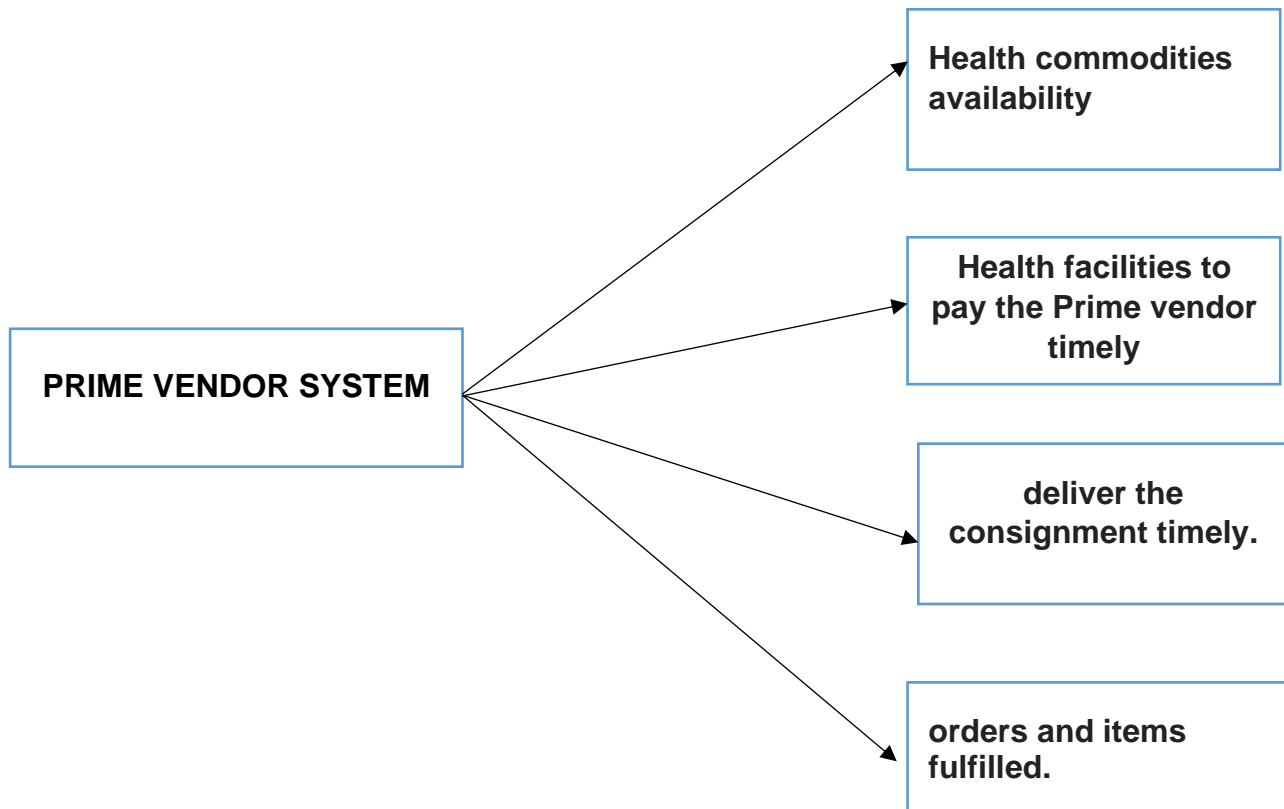 Health commodities
availability
Health facilities to
pay the Prime vendor
timely
PRIME VENDOR SYSTEM
deliver the
consignment timely.
orders and items
fulfilled.